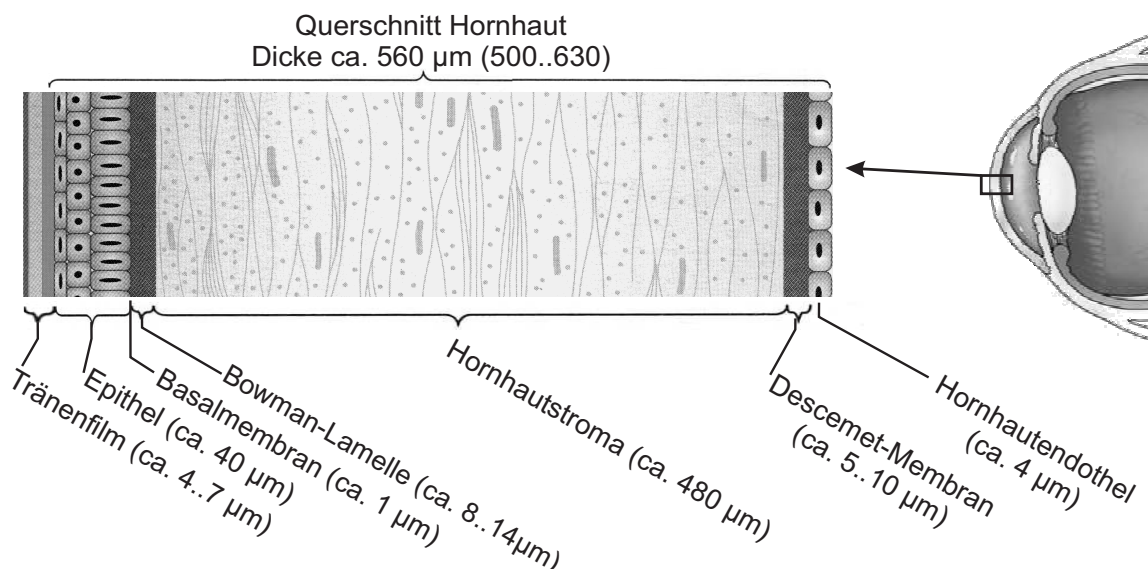 Querschnitt Hornhaut
Dicke ca. 560 µm (500..630)
Tränenfilm (ca. 4..7 µm)
Epithel (ca. 40 µm)
Basalmembran (ca. 1 µm)
Bowman-Lamelle (ca. 8..14µm)
Hornhautstroma (ca. 480 µm)
Descemet-Membran
(ca. 5..10 µm)
Hornhautendothel
(ca. 4 µm)